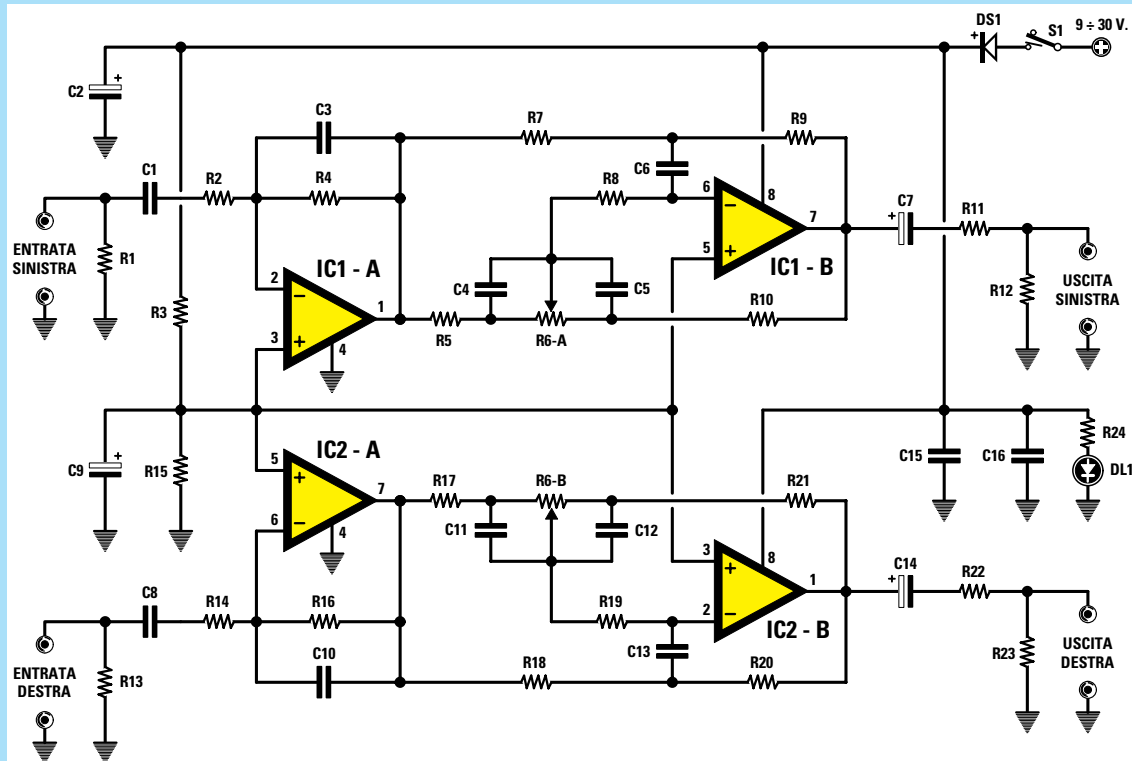 DS1
S1
9 ÷ 30 V.
+
+
C2
C3
R7
R9
C1
R2
R4
C6
R8
6
−
8
7
5
+
IC1 - B
+
C7
R11
ENTRATA
SINISTRA
R1
R3
2
−
IC1 - A
1
3
+
4
C4
C5
R5
R6-A
R10
R12
USCITA
SINISTRA
+
C9
R15
5
+
IC2 - A
7
6
−
4
R17
R6-B
R21
C11
C12
C15
C16
R24
DL1
C8
R14
R16
C10
R19
C13
R18
R20
3
+
8
1
2
−
IC2 - B
+
C14
R22
ENTRATA
DESTRA
R13
R23
USCITA
DESTRA